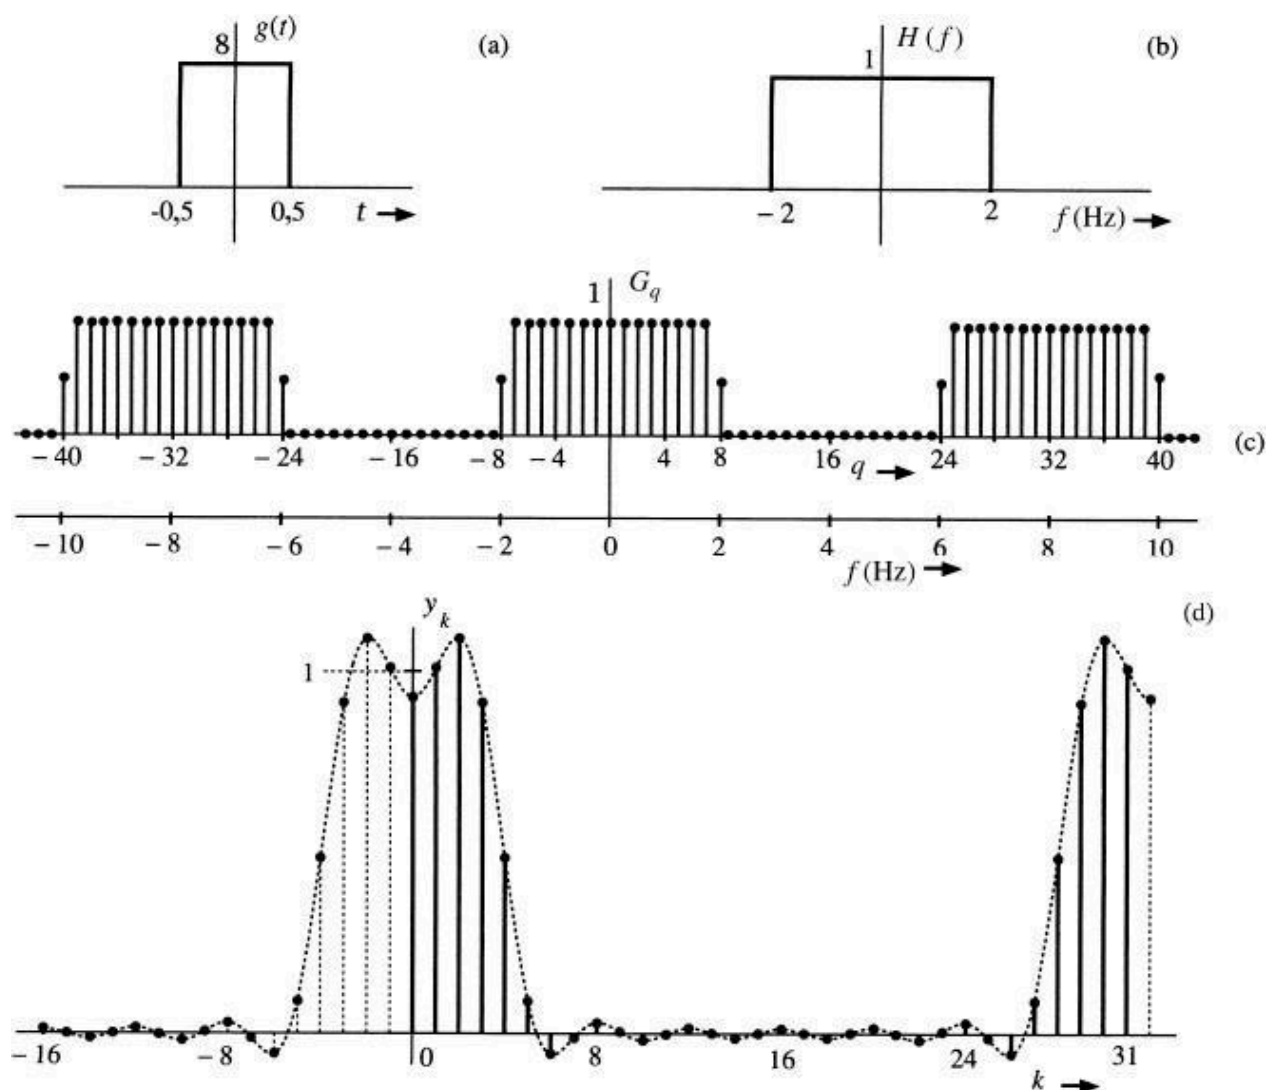 g(t)
8
(a)
-0,5 0,5 t
H(f)
1
(b)
− 2 2 f(Hz)
1 G_q
− 40 − 32 − 24 − 16 − 8 − 4 4 8 16 q 24 32 40
(c)
− 10 − 8 − 6 − 4 − 2 0 2 4 6 8 10
f(Hz)
y_k
(d)
1
− 16 − 8 0 8 16 24 31
k